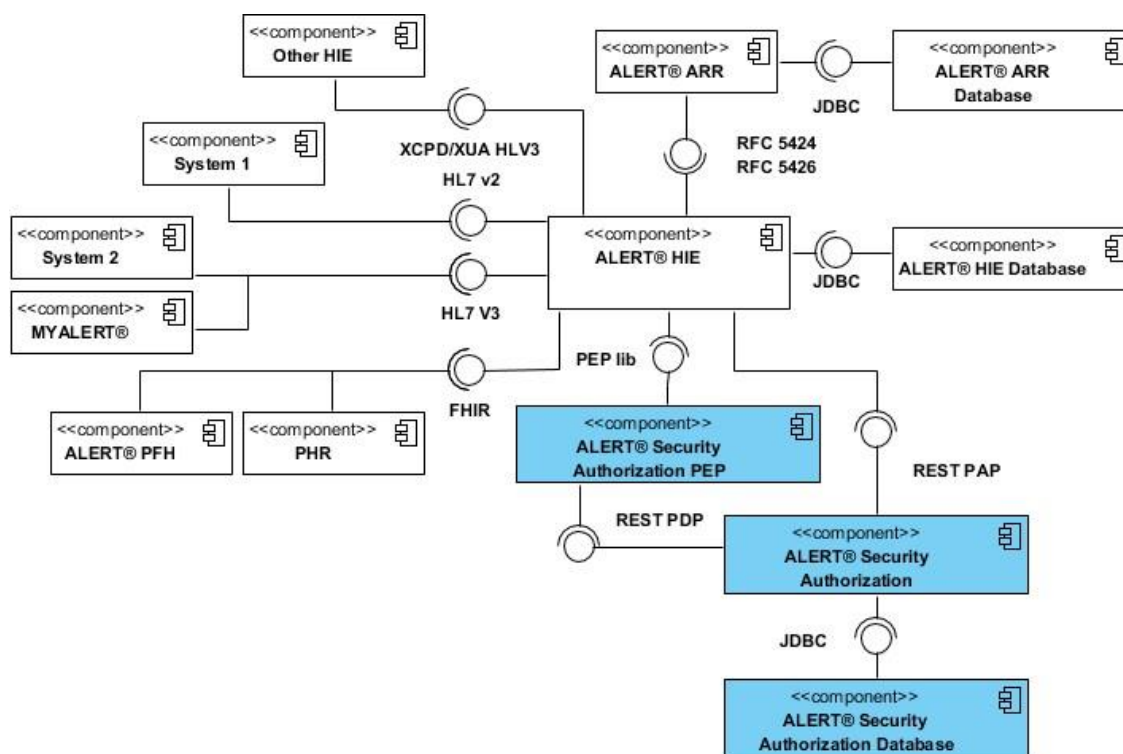 <<component>>
Other HIE
<<component>>
ALERT® ARR
<<component>>
ALERT® ARR
Database
JDBC
XCPD/XUA HLV3
RFC 5424
RFC 5426
<<component>>
System 1
HL7 v2
<<component>>
System 2
<<component>>
ALERT® HIE
<<component>>
ALERT® HIE Database
JDBC
<<component>>
MYALERT®
HL7 V3
PEP lib
FHIR
<<component>>
ALERT® PFH
<<component>>
PHR
<<component>>
ALERT® Security
Authorization PEP
REST PAP
REST PDP
<<component>>
ALERT® Security
Authorization
JDBC
<<component>>
ALERT® Security
Authorization Database